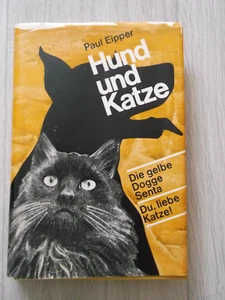 Paul Eipper
Hund
und
Katze
Die gelbe
Dogge
Senta
Du, liebe
Katze!